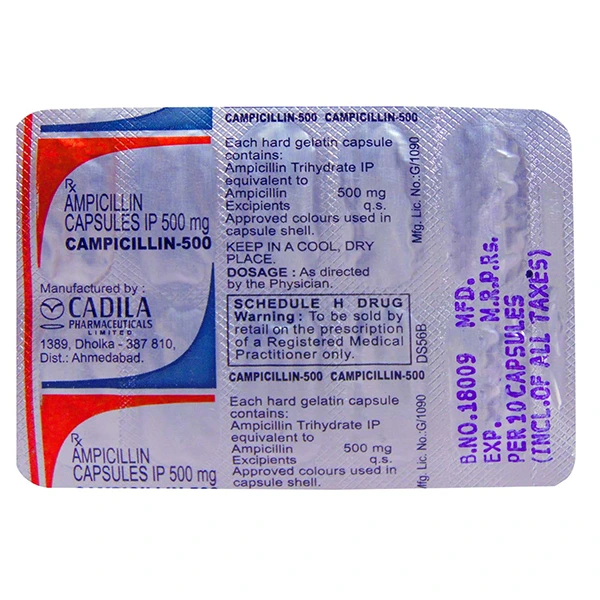 Rx
AMPICILLIN
CAPSULES IP 500 mg
CAMPICILLIN-500
Manufactured by :
CADILA
PHARMACEUTICALS
LIMITED
1389, Dholka - 387 810,
Dist.: Ahmedabad.
Rx
AMPICILLIN
CAPSULES IP 500 mg
CAMPICILLIN-500
CAMPICILLIN-500 CAMPICILLIN-500
Each hard gelatin capsule
contains:
Ampicillin Trihydrate IP
equivalent to
Ampicillin 500 mg
Excipients q.s.
Approved colours used in
capsule shell.
KEEP IN A COOL, DRY
PLACE.
DOSAGE : As directed
by the Physician.
SCHEDULE H DRUG
Warning : To be sold by
retail on the prescription
of a Registered Medical
Practitioner only.
CAMPICILLIN-500 CAMPICILLIN-500
Each hard gelatin capsule
contains:
Ampicillin Trihydrate IP
equivalent to
Ampicillin 500 mg
Excipients q.s.
Approved colours used in
capsule shell.
Mfg. Lic. No.:G/1090
DS56B
Mfg. Lic. No.:G/1090
B.NO.18009 MFD.
EXP. M.R.P.Rs.
PER 10 CAPSULES
(INCL.OF ALL TAXES)